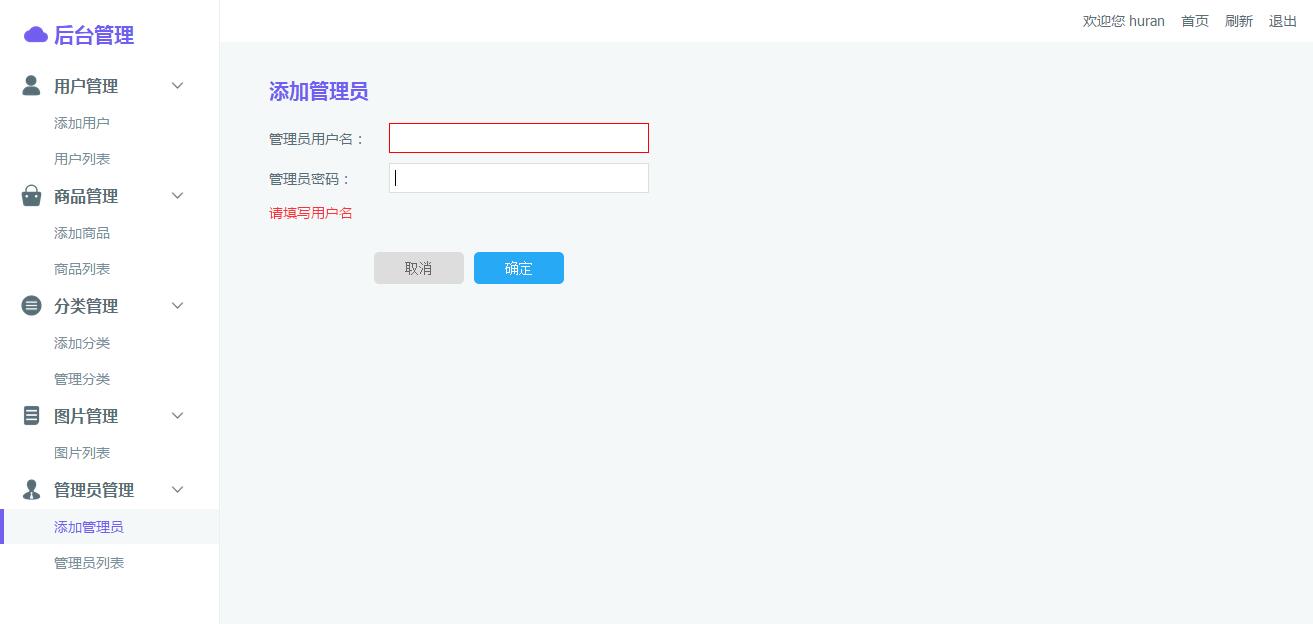 后台管理
欢迎您 huran 首页 刷新 退出
用户管理
添加用户
用户列表
商品管理
添加商品
商品列表
分类管理
添加分类
管理分类
图片管理
图片列表
管理员管理
添加管理员
管理员列表
添加管理员
管理员用户名：
管理员密码：
请填写用户名
取消 确定